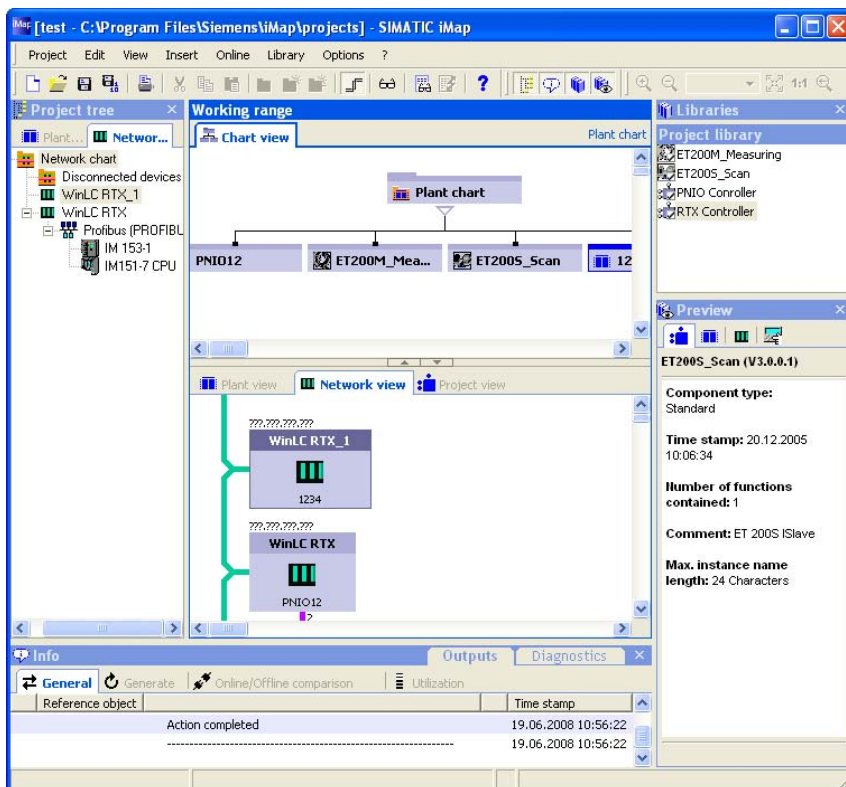 iMap [test - C:\Program Files\Siemens\iMap\projects] - SIMATIC iMap
Project Edit View Insert Online Library Options ?
1:1
Project tree
Plant... Networ...
Network chart
Disconnected devices
WinLC RTX_1
WinLC RTX
Profibus (PROFIBU
IM 153-1
IM151-7 CPU
Working range
Chart view Plant chart
Plant chart
PNIO12 ET200M_Mea... ET200S_Scan 12
Plant view Network view Project view
???.???.???.???
WinLC RTX_1
1234
???.???.???.???
WinLC RTX
PNIO12
2
Libraries
Project library
ET200M_Measuring
ET200S_Scan
PNIO Conroller
RTX Controller
Preview
ET200S_Scan (V3.0.0.1)
Component type:
Standard
Time stamp: 20.12.2005
10:06:34
Number of functions
contained: 1
Comment: ET 200S ISlave
Max. instance name
length: 24 Characters
Info Outputs Diagnostics
General Generate Online/Offline comparison Utilization
Reference object Time stamp
Action completed 19.06.2008 10:56:22
------------------------------------------------------------------ 19.06.2008 10:56:22